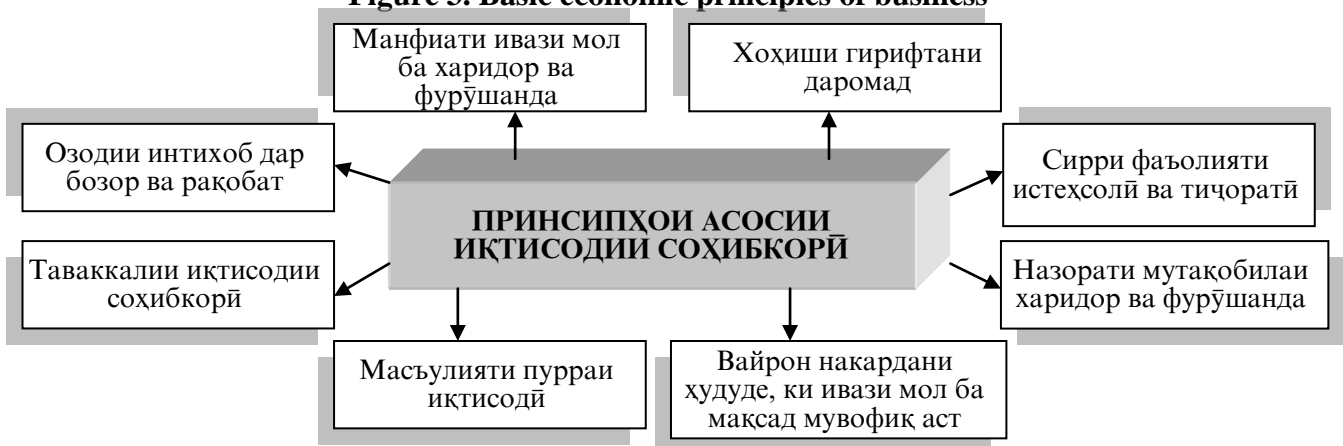 Figure 3. Basic economic principles of business
Манфиати ивази мол
ба харидор ва
фурӯшанда
Хоҳиши гирифтани
даромад
Озодии интихоб дар
бозор ва рақобат
Сирри фаъолияти
истеҳсолӣ ва тиҷоратӣ
ПРИНСИПҲОИ АСОСИИ
ИҚТИСОДИИ СОҲИБКОРӢ
Таваккалии иқтисодии
соҳибкорӣ
Назорати мутақобилаи
харидор ва фурӯшанда
Масъулияти пурраи
иқтисодӣ
Вайрон накардани
ҳудуде, ки ивази мол ба
мақсад мувофиқ аст